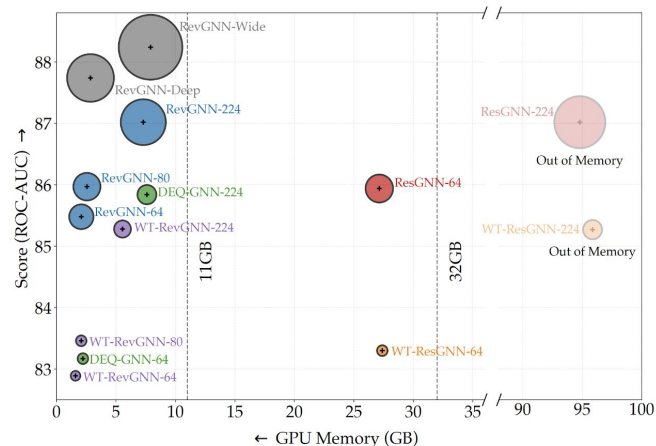 RevGNN-Wide
88
RevGNN-Deep
RevGNN-224
ResGNN-224
87
Out of Memory
RevGNN-80
ResGNN-64
86
DEQ-GNN-224
RevGNN-64
WT-RevGNN-224
WT-ResGNN-224
Out of Memory
85
Score (ROC-AUC) →
11GB
32GB
84
WT-RevGNN-80
WT-ResGNN-64
DEQ-GNN-64
83
WT-RevGNN-64
0 5 10 15 20 25 30 35 90 95 100
← GPU Memory (GB)